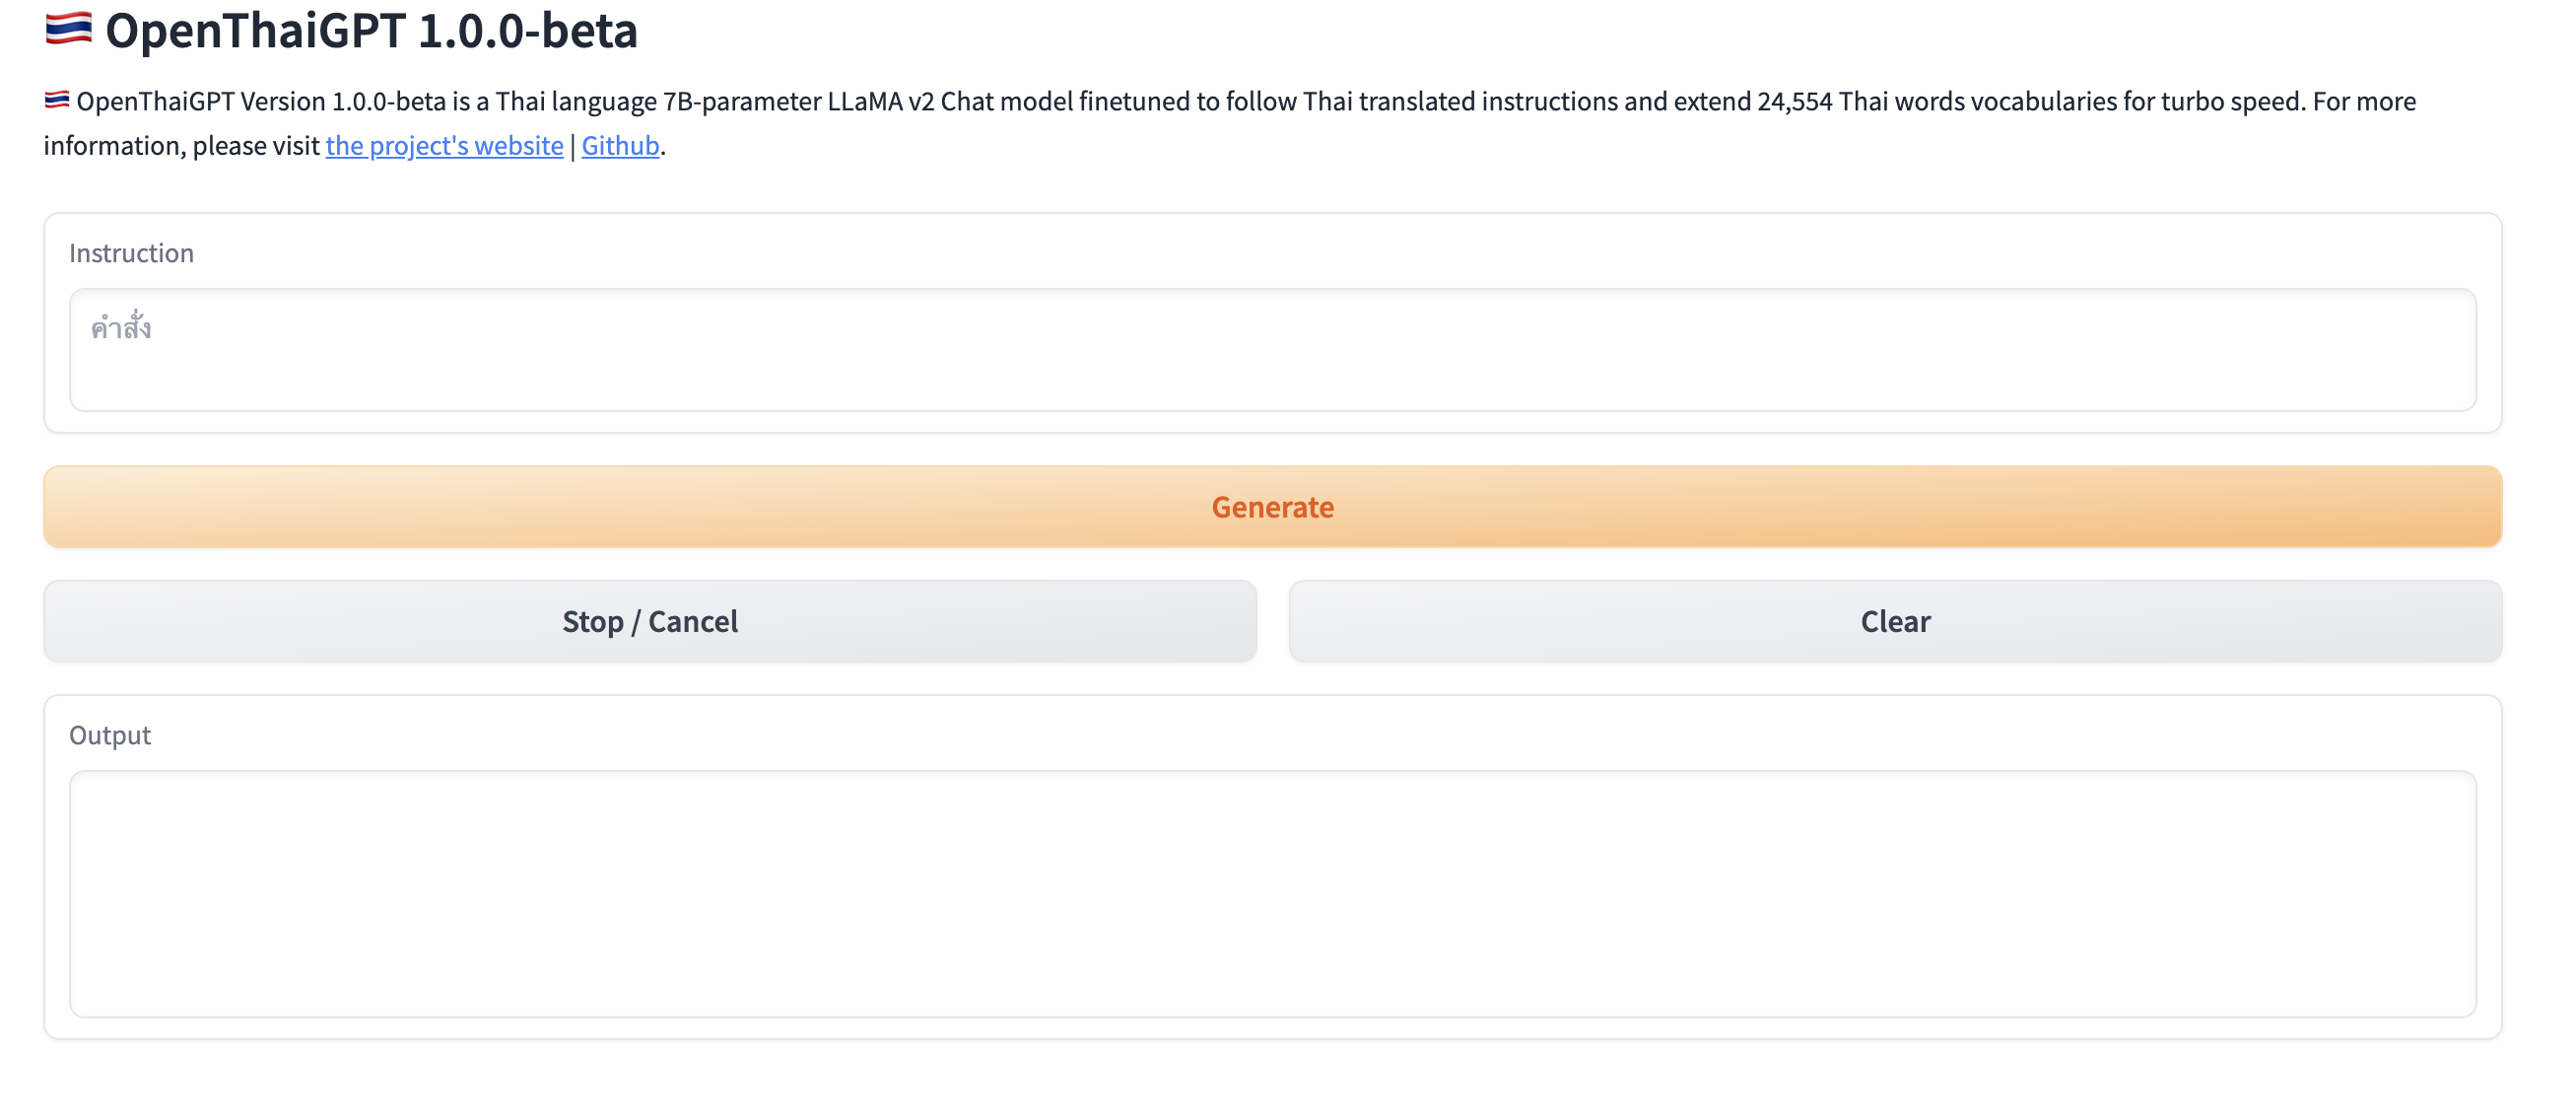 🇹🇭 OpenThaiGPT 1.0.0-beta
🇹🇭 OpenThaiGPT Version 1.0.0-beta is a Thai language 7B-parameter LLaMA v2 Chat model finetuned to follow Thai translated instructions and extend 24,554 Thai words vocabularies for turbo speed. For more
information, please visit the project's website | Github.
Instruction
คำสั่ง
Generate
Stop / Cancel
Clear
Output